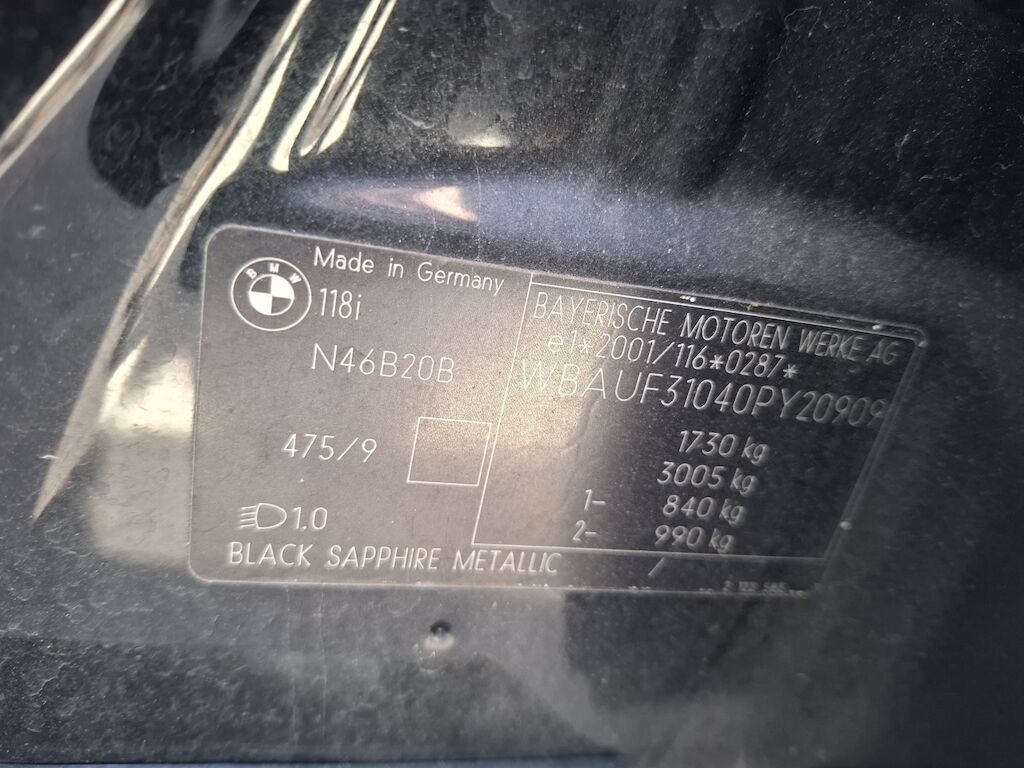 BMW
Made in Germany
118i
N46B20B
475/9
1.0
BLACK SAPPHIRE METALLIC /
BAYERISCHE MOTOREN WERKE AG
e1*2001/116*0287*
WBAUF31040PY20909
1730 kg
3005 kg
1- 840 kg
2- 990 kg